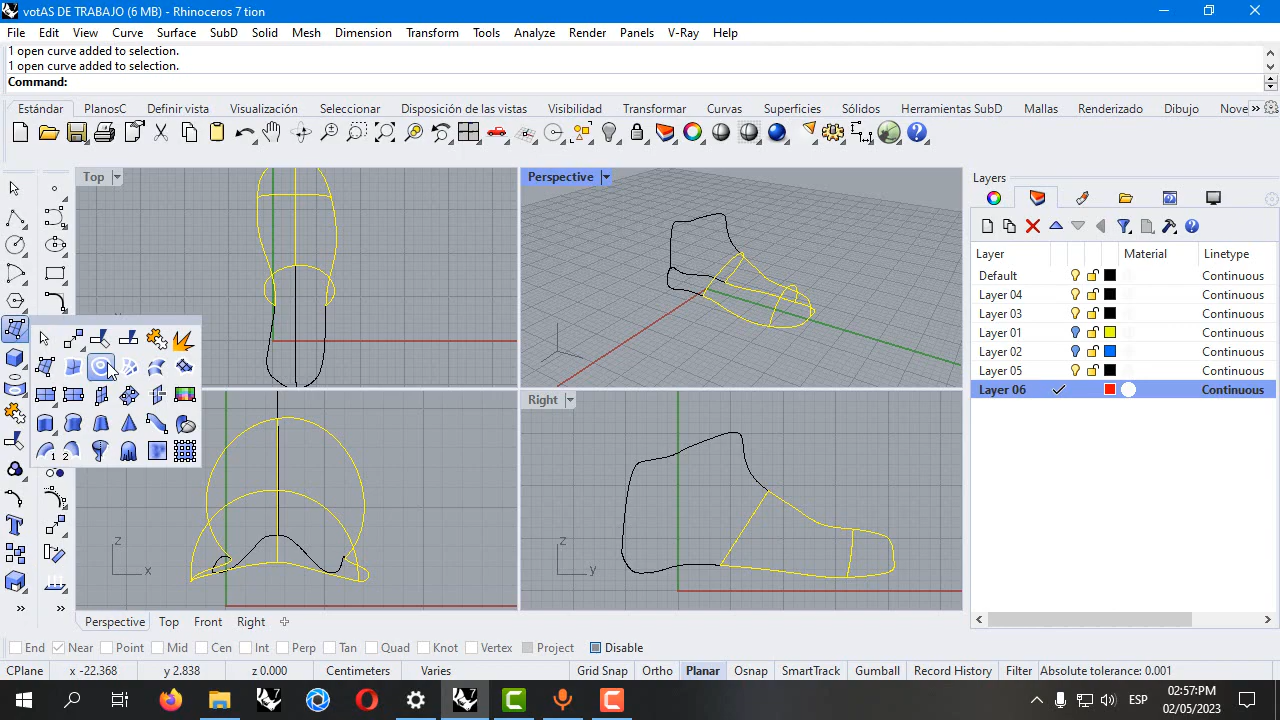 votAS DE TRABAJO (6 MB) - Rhinoceros 7 tion
File Edit View Curve Surface SubD Solid Mesh Dimension Transform Tools Analyze Render Panels V-Ray Help
1 open curve added to selection.
1 open curve added to selection.
Command:
Estándar PlanosC Definir vista Visualización Seleccionar Disposición de las vistas Visibilidad Transformar Curvas Superficies Sólidos Herramientas SubD Mallas Renderizado Dibujo Nove
Top
Perspective
Layers
Layer Material Linetype
Default Continuous
Layer 04 Continuous
Layer 03 Continuous
Layer 01 Continuous
Layer 02 Continuous
Layer 05 Continuous
Layer 06 Continuous
Right
1 2
z
x
z
y
Perspective Top Front Right
End Near Point Mid Cen Int Perp Tan Quad Knot Vertex Project Disable
CPlane x -22.368 y 2.838 z 0.000 Centimeters Varies Grid Snap Ortho Planar Osnap SmartTrack Gumball Record History Filter Absolute tolerance: 0.001
ESP
02:57:PM
02/05/2023